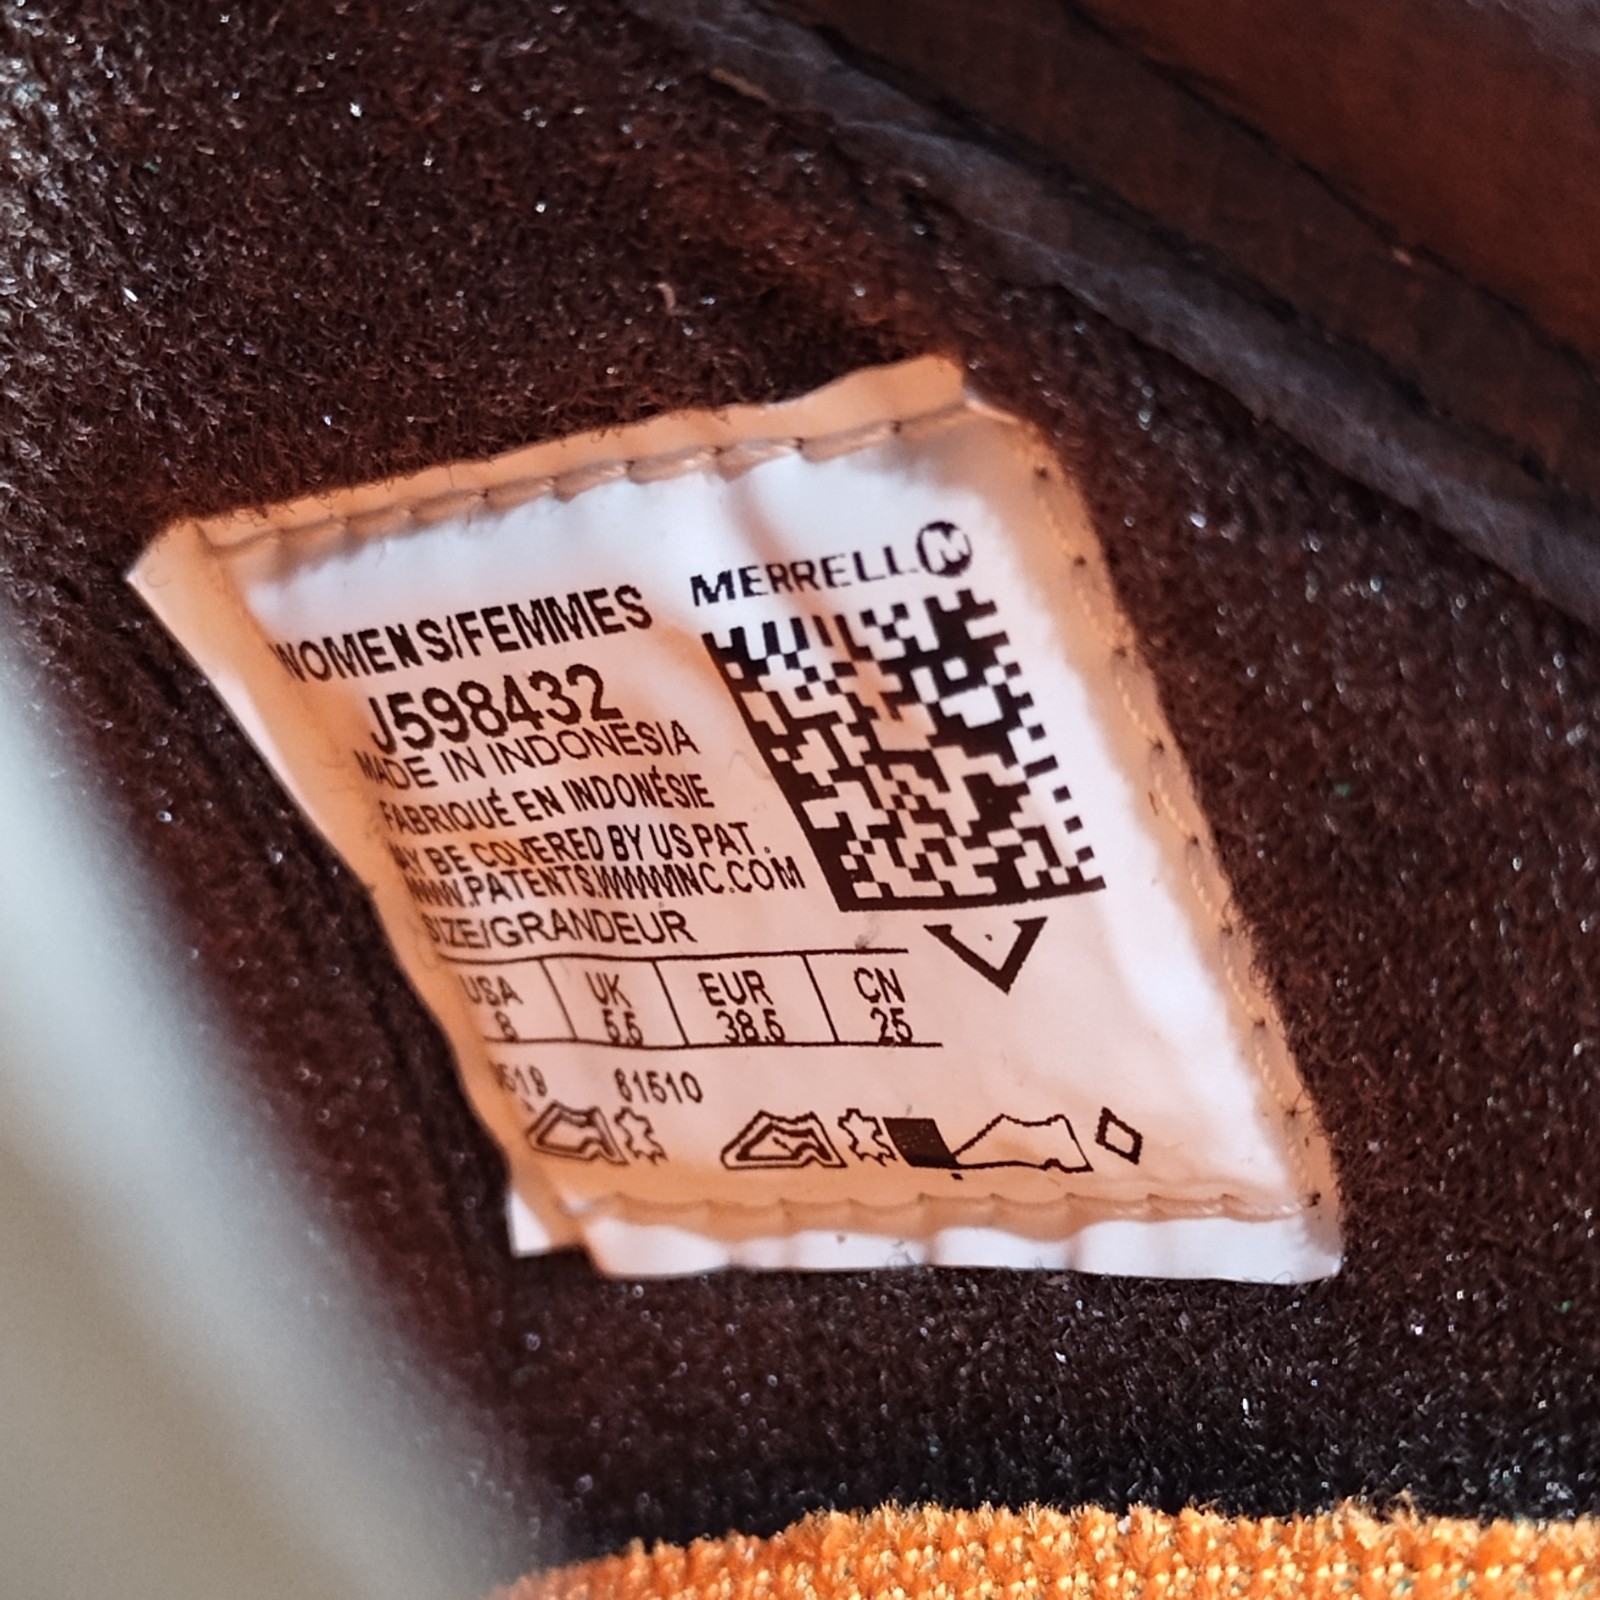 MERRELL M
WOMENS/FEMMES
J598432
MADE IN INDONESIA
FABRIQUÉ EN INDONÉSIE
MAY BE COVERED BY US PAT.
WWW.PATENTS.WWWINC.COM
SIZE/GRANDEUR
USA UK EUR CN
8 5.5 38.5 25
61510